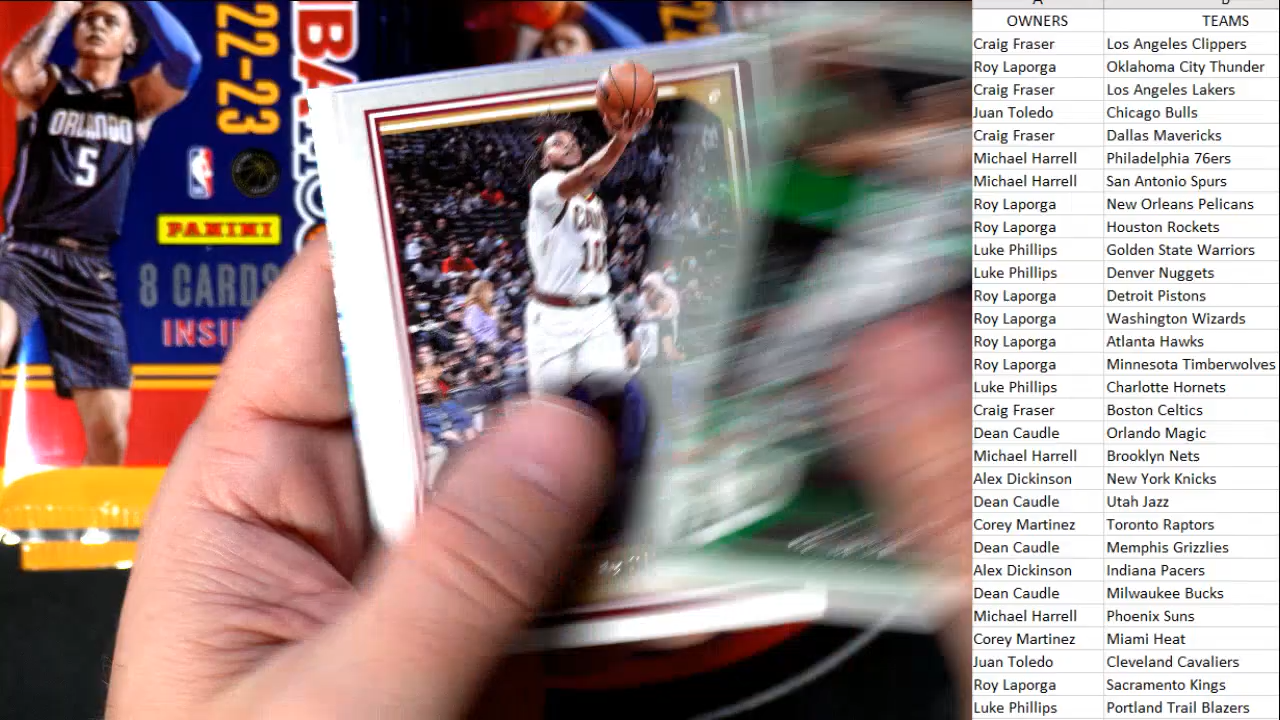 ORLANDO
5
22-23
NBA
PANINI
8 CARDS
CAVS
OWNERS TEAMS
Craig Fraser Los Angeles Clippers
Roy Laporga Oklahoma City Thunder
Craig Fraser Los Angeles Lakers
Juan Toledo Chicago Bulls
Craig Fraser Dallas Mavericks
Michael Harrell Philadelphia 76ers
Michael Harrell San Antonio Spurs
Roy Laporga New Orleans Pelicans
Roy Laporga Houston Rockets
Luke Phillips Golden State Warriors
Luke Phillips Denver Nuggets
Roy Laporga Detroit Pistons
Roy Laporga Washington Wizards
Roy Laporga Atlanta Hawks
Roy Laporga Minnesota Timberwolves
Luke Phillips Charlotte Hornets
Craig Fraser Boston Celtics
Dean Caudle Orlando Magic
Michael Harrell Brooklyn Nets
Alex Dickinson New York Knicks
Dean Caudle Utah Jazz
Corey Martinez Toronto Raptors
Dean Caudle Memphis Grizzlies
Alex Dickinson Indiana Pacers
Dean Caudle Milwaukee Bucks
Michael Harrell Phoenix Suns
Corey Martinez Miami Heat
Juan Toledo Cleveland Cavaliers
Roy Laporga Sacramento Kings
Luke Phillips Portland Trail Blazers